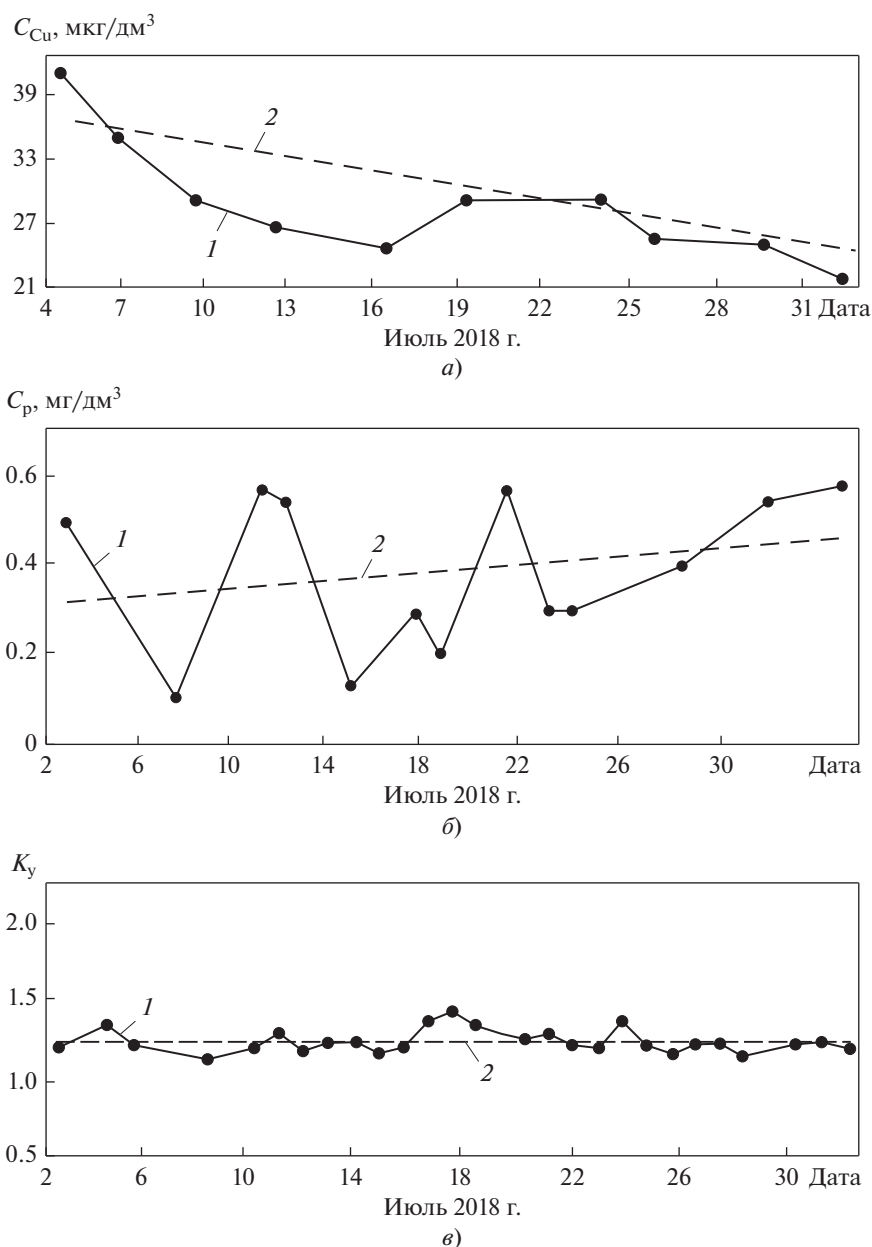 C_Cu, мкг/дм³
39
33
27
21
2
1
4 7 10 13 16 19 22 25 28 31 Дата
Июль 2018 г.
а)
C_р, мг/дм³
0.6
0.4
0.2
0
1
2
2 6 10 14 18 22 26 30 Дата
Июль 2018 г.
б)
K_у
2.0
1.5
1.0
0.5
1
2
2 6 10 14 18 22 26 30 Дата
Июль 2018 г.
в)